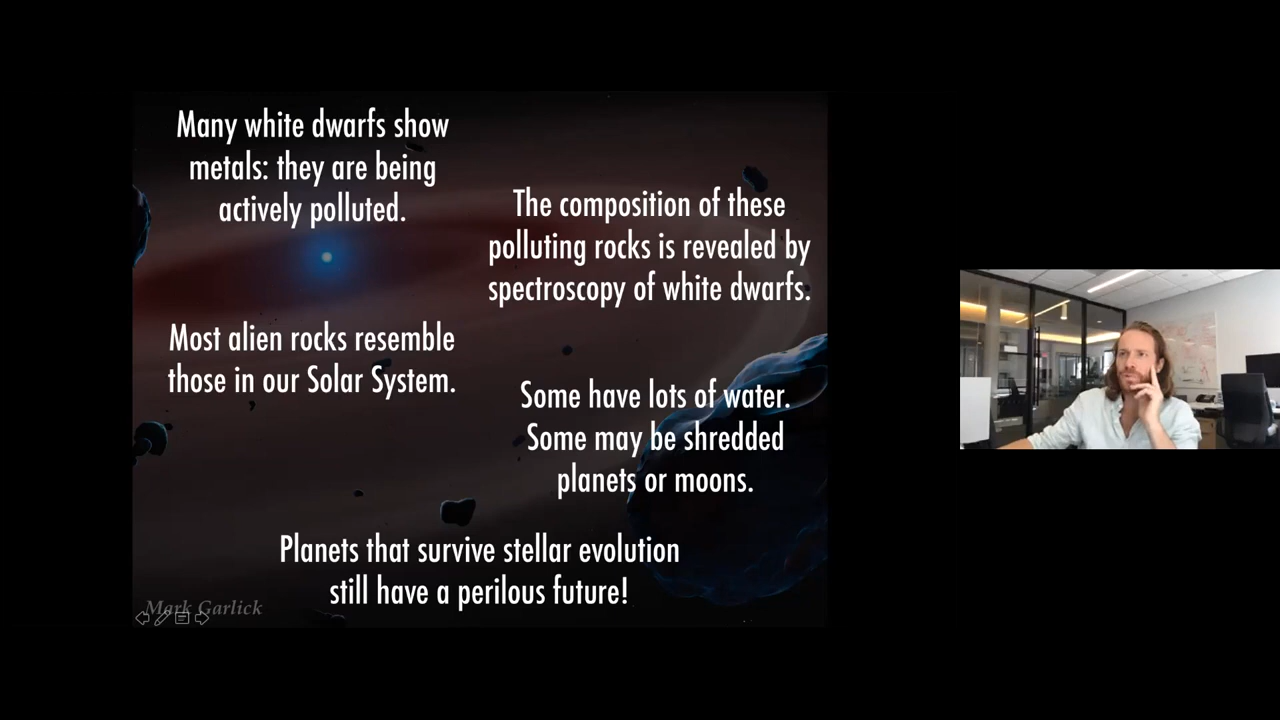 Many white dwarfs show
metals: they are being
actively polluted.
The composition of these
polluting rocks is revealed by
spectroscopy of white dwarfs.
Most alien rocks resemble
those in our Solar System.
Some have lots of water.
Some may be shredded
planets or moons.
Planets that survive stellar evolution
still have a perilous future!
Mark Garlick